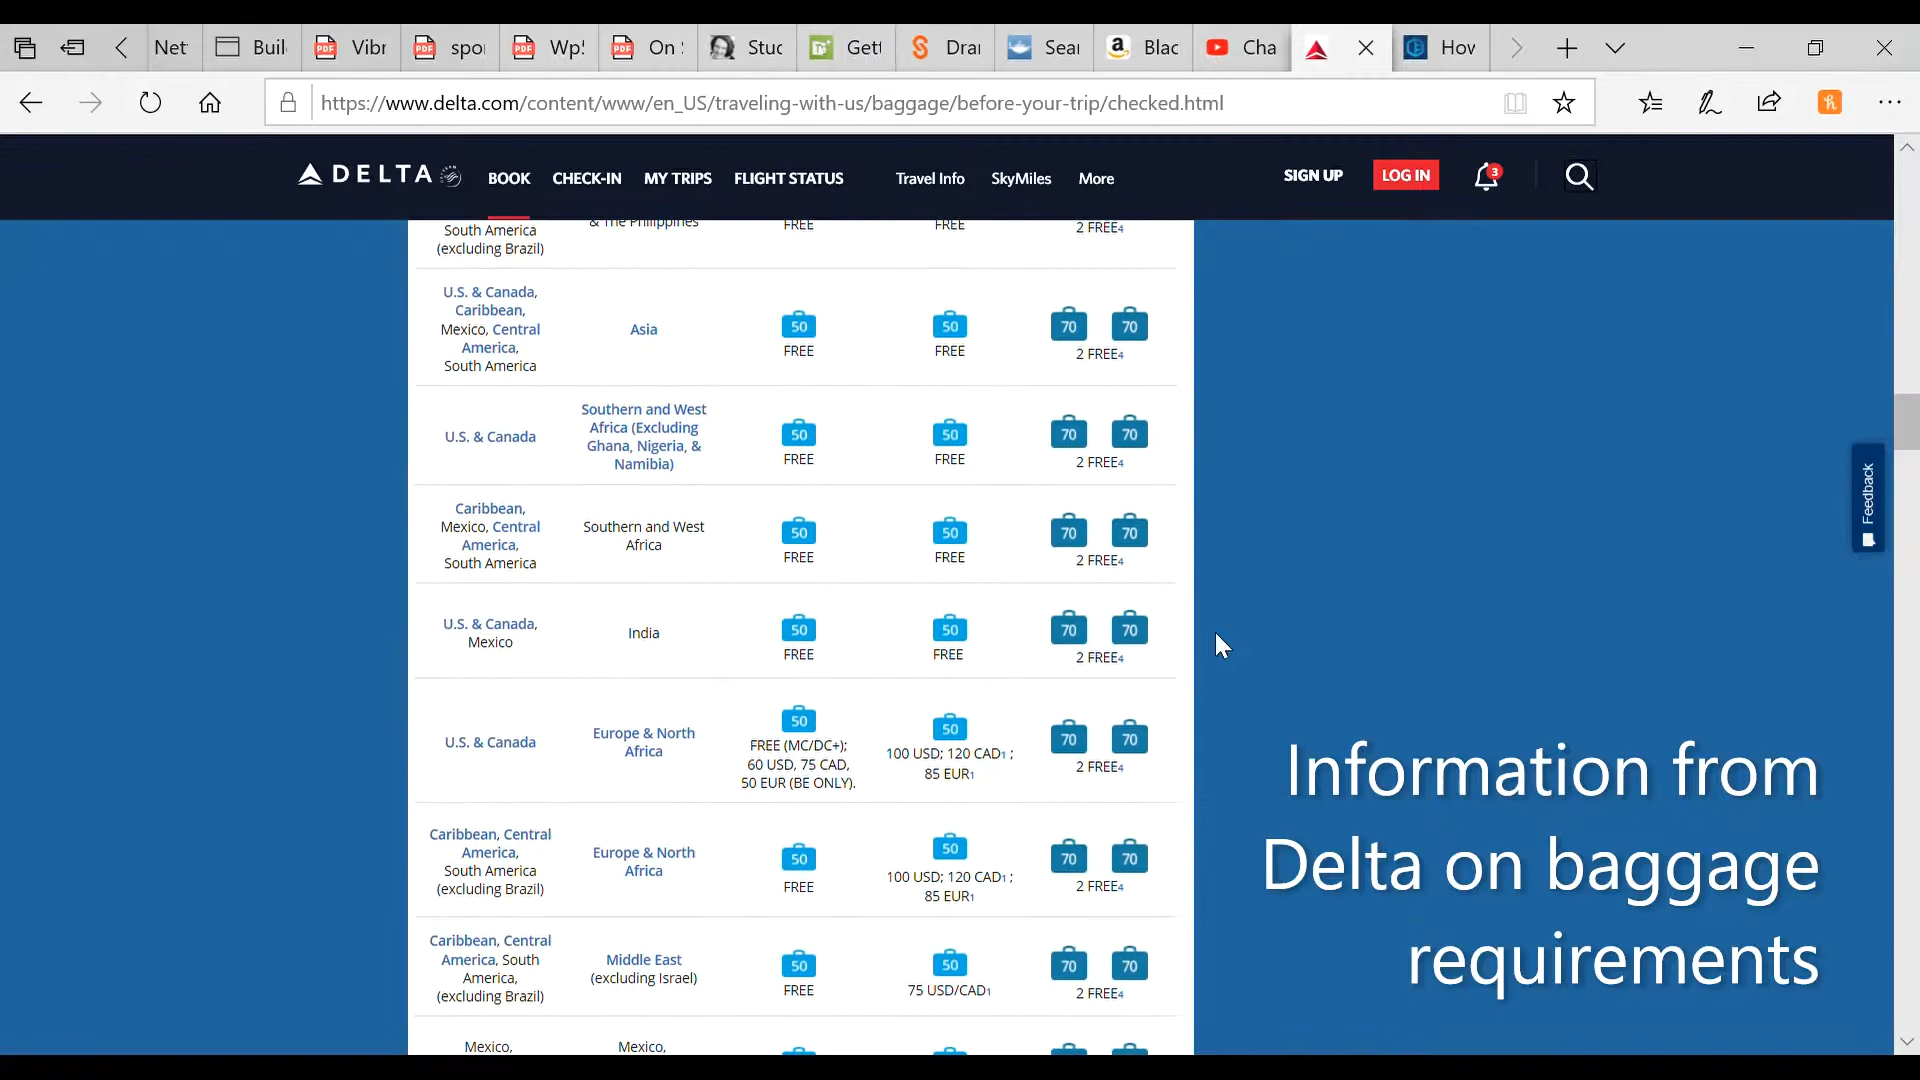 Net
Buil
Vibr
spor
Wp!
On :
Stuc
Gett
Drar
Sear
Blac
Cha
Hov
https://www.delta.com/content/www/en_US/traveling-with-us/baggage/before-your-trip/checked.html
DELTA
BOOK
CHECK-IN
MY TRIPS
FLIGHT STATUS
Travel Info
SkyMiles
More
SIGN UP
LOG IN
3
South America
(excluding Brazil)
& The Philippines
FREE
FREE
2 FREE4
U.S. & Canada,
Caribbean,
Mexico, Central
America,
South America
Asia
50
FREE
50
FREE
70 70
2 FREE4
U.S. & Canada
Southern and West
Africa (Excluding
Ghana, Nigeria, &
Namibia)
50
FREE
50
FREE
70 70
2 FREE4
Caribbean,
Mexico, Central
America,
South America
Southern and West
Africa
50
FREE
50
FREE
70 70
2 FREE4
U.S. & Canada,
Mexico
India
50
FREE
50
FREE
70 70
2 FREE4
U.S. & Canada
Europe & North
Africa
50
FREE (MC/DC+);
60 USD, 75 CAD,
50 EUR (BE ONLY).
50
100 USD; 120 CAD1 ;
85 EUR1
70 70
2 FREE4
Caribbean, Central
America,
South America
(excluding Brazil)
Europe & North
Africa
50
FREE
50
100 USD; 120 CAD1 ;
85 EUR1
70 70
2 FREE4
Caribbean, Central
America, South
America,
(excluding Brazil)
Middle East
(excluding Israel)
50
FREE
50
75 USD/CAD1
70 70
2 FREE4
Mexico,
Mexico,
Feedback
Information from
Delta on baggage
requirements